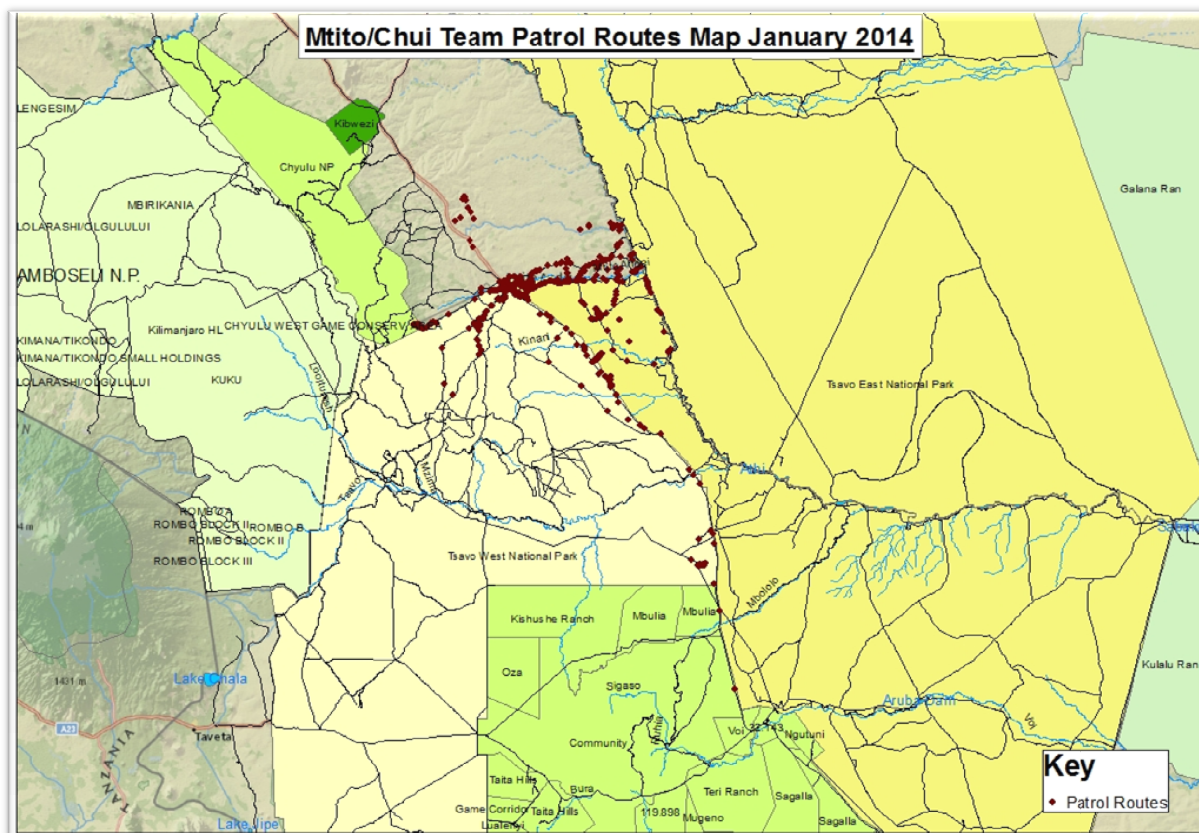 Mtito/Chui Team Patrol Routes Map January 2014
LENGESIM
Kibwezi
Chyulu NP
Galana Ran
MBIRIKANIA
LOLARASHI/OLGULULUI
AMBOSELI N.P.
Kilimanjaro HL
CHYULU WEST GAME CONSERV
KIMANA/TIKONDO
Kinari
KIMANA/TIKONDO SMALL HOLDINGS
LOLARASHI/OLGULULUI
KUKU
Tsavo East National Park
Mzima
Athi
Tsavo
ROMBO A
ROMBO BLOCK II
ROMBO B
ROMBO BLOCK II
ROMBO BLOCK III
Tsavo West National Park
Mbololo
Kishushe Ranch
Mbulia
Mbulia
Kulalu Ran
Oza
Lake Chala
Sigaso
Aruba Dam
A23
Taveta
TANZANIA
Community
Voi
Ngutuni
Voi
Key
Patrol Routes
Taita Hills
Bura
Teri Ranch
Sagalla
Game Corridor
Taita Hills
119.898
Mugeno
Sagalla
Lualenyi
Lake Jipe